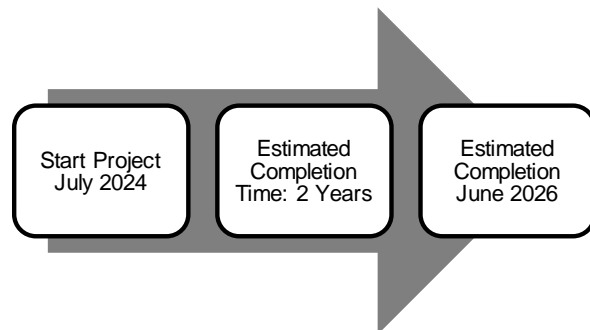 Start Project
July 2024
Estimated
Completion
Time: 2 Years
Estimated
Completion
June 2026